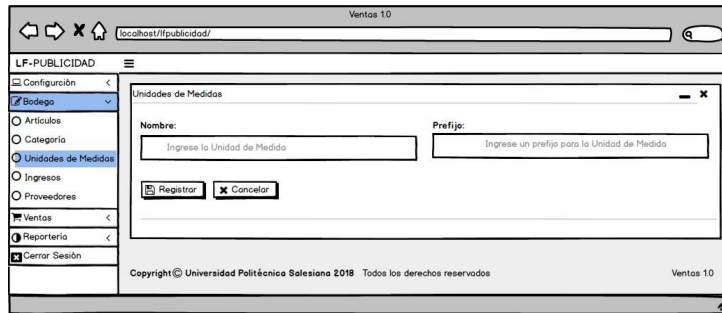 Ventas 1.0
localhost/lfpublicidad/
LF-PUBLICIDAD
Configurción
Bodega
Artículos
Categoría
Unidades de Medidas
Ingresos
Proveedores
Ventas
Reportería
Cerrar Sesión
Unidades de Medidas
Nombre: Prefijo:
Ingrese la Unidad de Medida Ingrese un prefijo para la Unidad de Medida
Registrar Cancelar
Copyright© Universidad Politécnica Salesiana 2018 Todos los derechos reservados Ventas 1.0